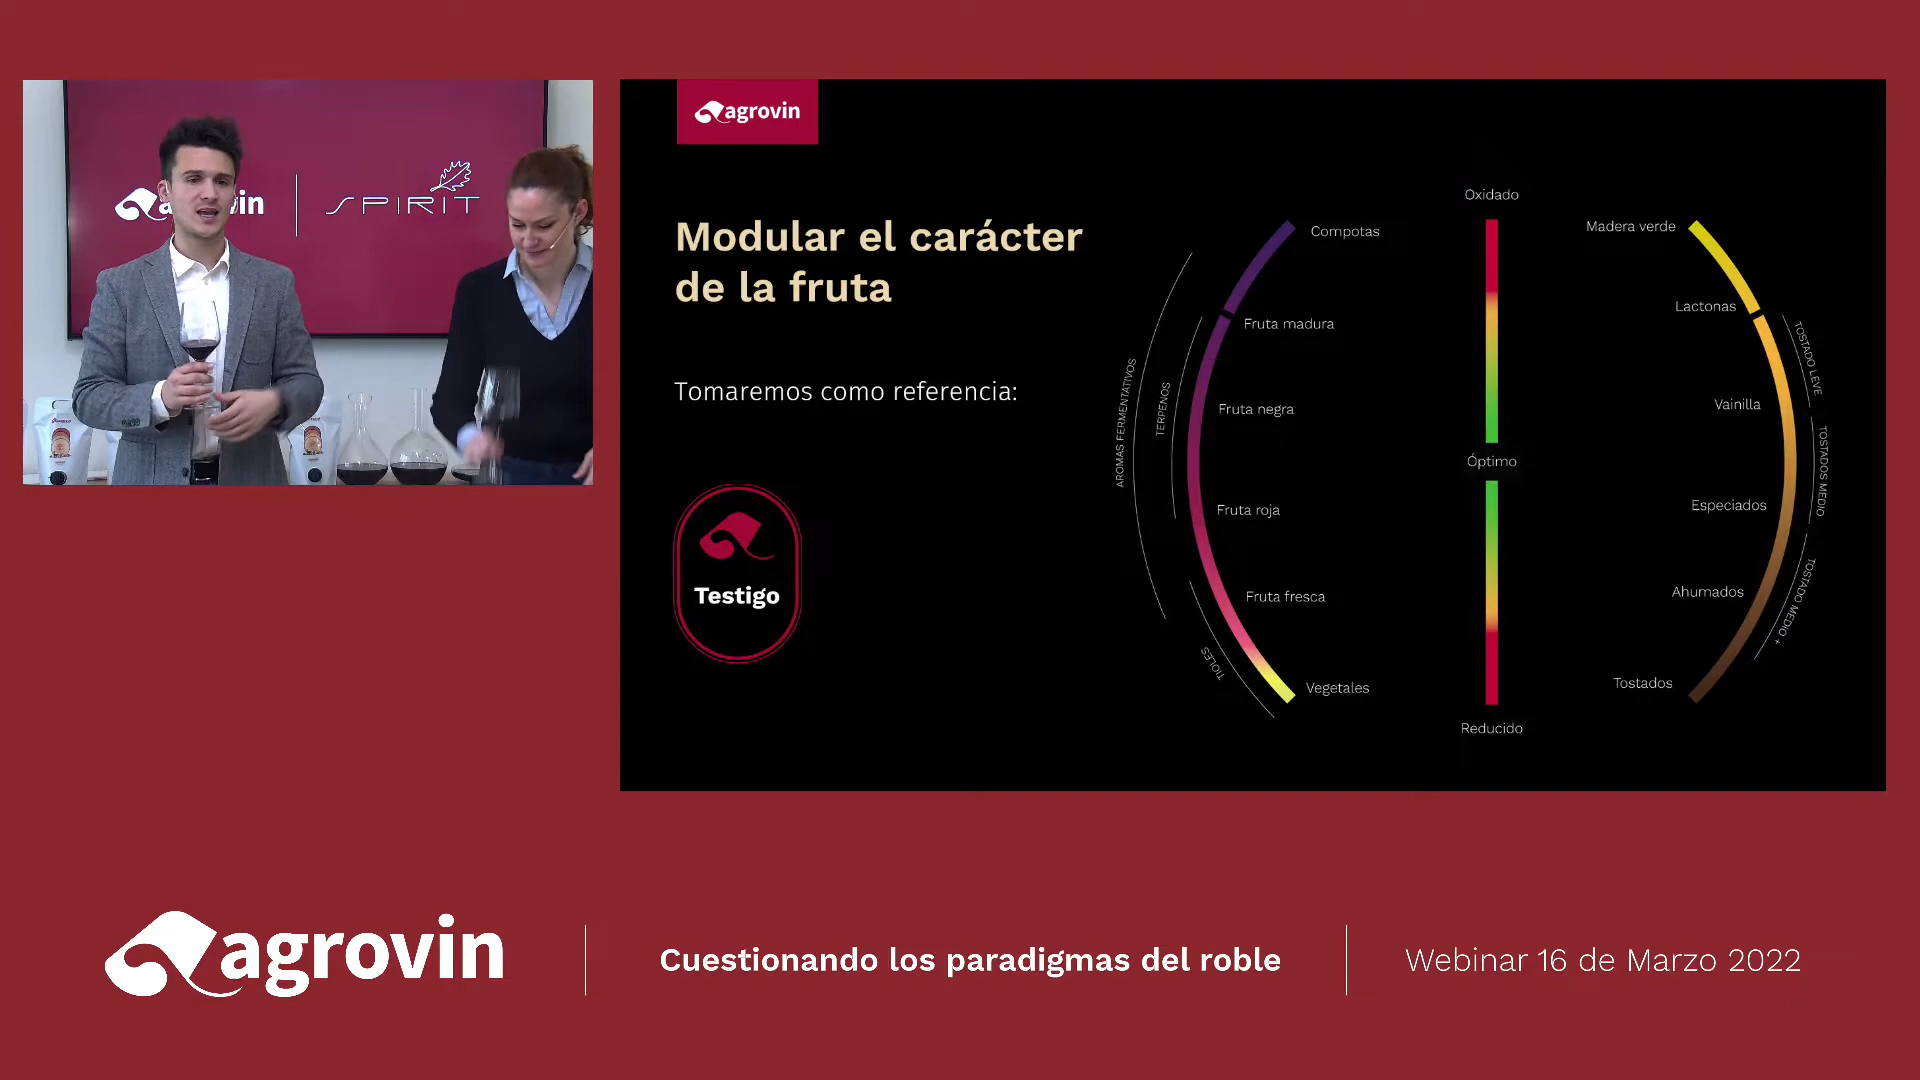 agrovin
SPIRIT
agrovin
Modular el carácter
de la fruta
Tomaremos como referencia:
Testigo
AROMAS FERMENTATIVOS
TERPENOS
TIOLES
Compotas
Fruta madura
Fruta negra
Fruta roja
Fruta fresca
Vegetales
Oxidado
Óptimo
Reducido
Madera verde
Lactonas
Vainilla
Especiados
Ahumados
Tostados
TOSTADO LEVE
TOSTADOS MEDIO
TOSTADO MEDIO +
agrovin
Cuestionando los paradigmas del roble
Webinar 16 de Marzo 2022